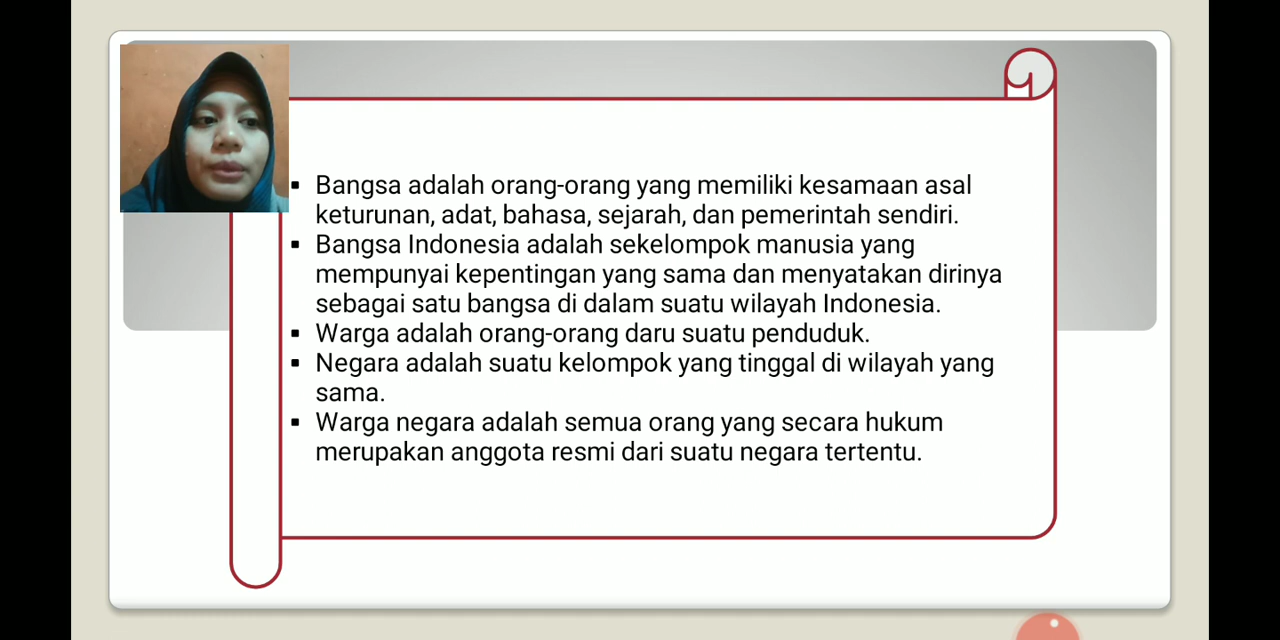 Bangsa adalah orang-orang yang memiliki kesamaan asal
keturunan, adat, bahasa, sejarah, dan pemerintah sendiri.
Bangsa Indonesia adalah sekelompok manusia yang
mempunyai kepentingan yang sama dan menyatakan dirinya
sebagai satu bangsa di dalam suatu wilayah Indonesia.
Warga adalah orang-orang daru suatu penduduk.
Negara adalah suatu kelompok yang tinggal di wilayah yang
sama.
Warga negara adalah semua orang yang secara hukum
merupakan anggota resmi dari suatu negara tertentu.